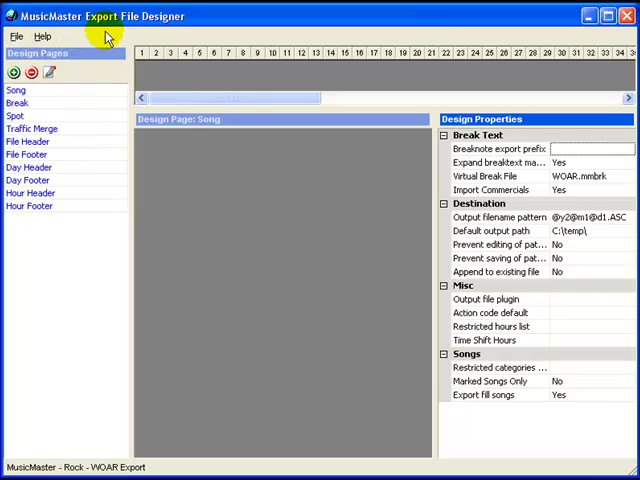 MusicMaster Export File Designer
File Help
Design Pages
Song
Break
Spot
Traffic Merge
File Header
File Footer
Day Header
Day Footer
Hour Header
Hour Footer
1 2 3 4 5 6 7 8 9 10 11 12 13 14 15 16 17 18 19 20 21 22 23 24 25 26 27 28 29 30 31 32 33 34
Design Page: Song
Design Properties
Break Text
Breaknote export prefix
Expand breaktext ma... Yes
Virtual Break File WOAR.mmbrk
Import Commercials Yes
Destination
Output filename pattern @y2@m1@d1.ASC
Default output path C:\temp\
Prevent editing of pat... No
Prevent saving of pat... No
Append to existing file No
Misc
Output file plugin
Action code default
Restricted hours list
Time Shift Hours
Songs
Restricted categories ...
Marked Songs Only No
Export fill songs Yes
MusicMaster - Rock - WOAR Export